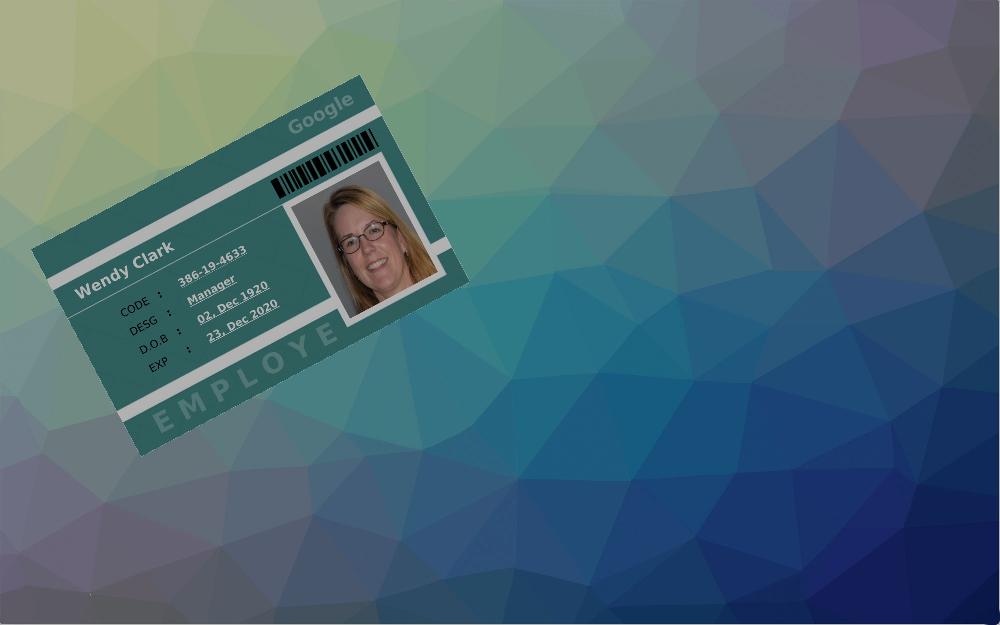 Google
Wendy Clark
CODE : 386-19-4633
DESG : Manager
D.O.B : 02, Dec 1920
EXP : 23, Dec 2020
EMPLOYE